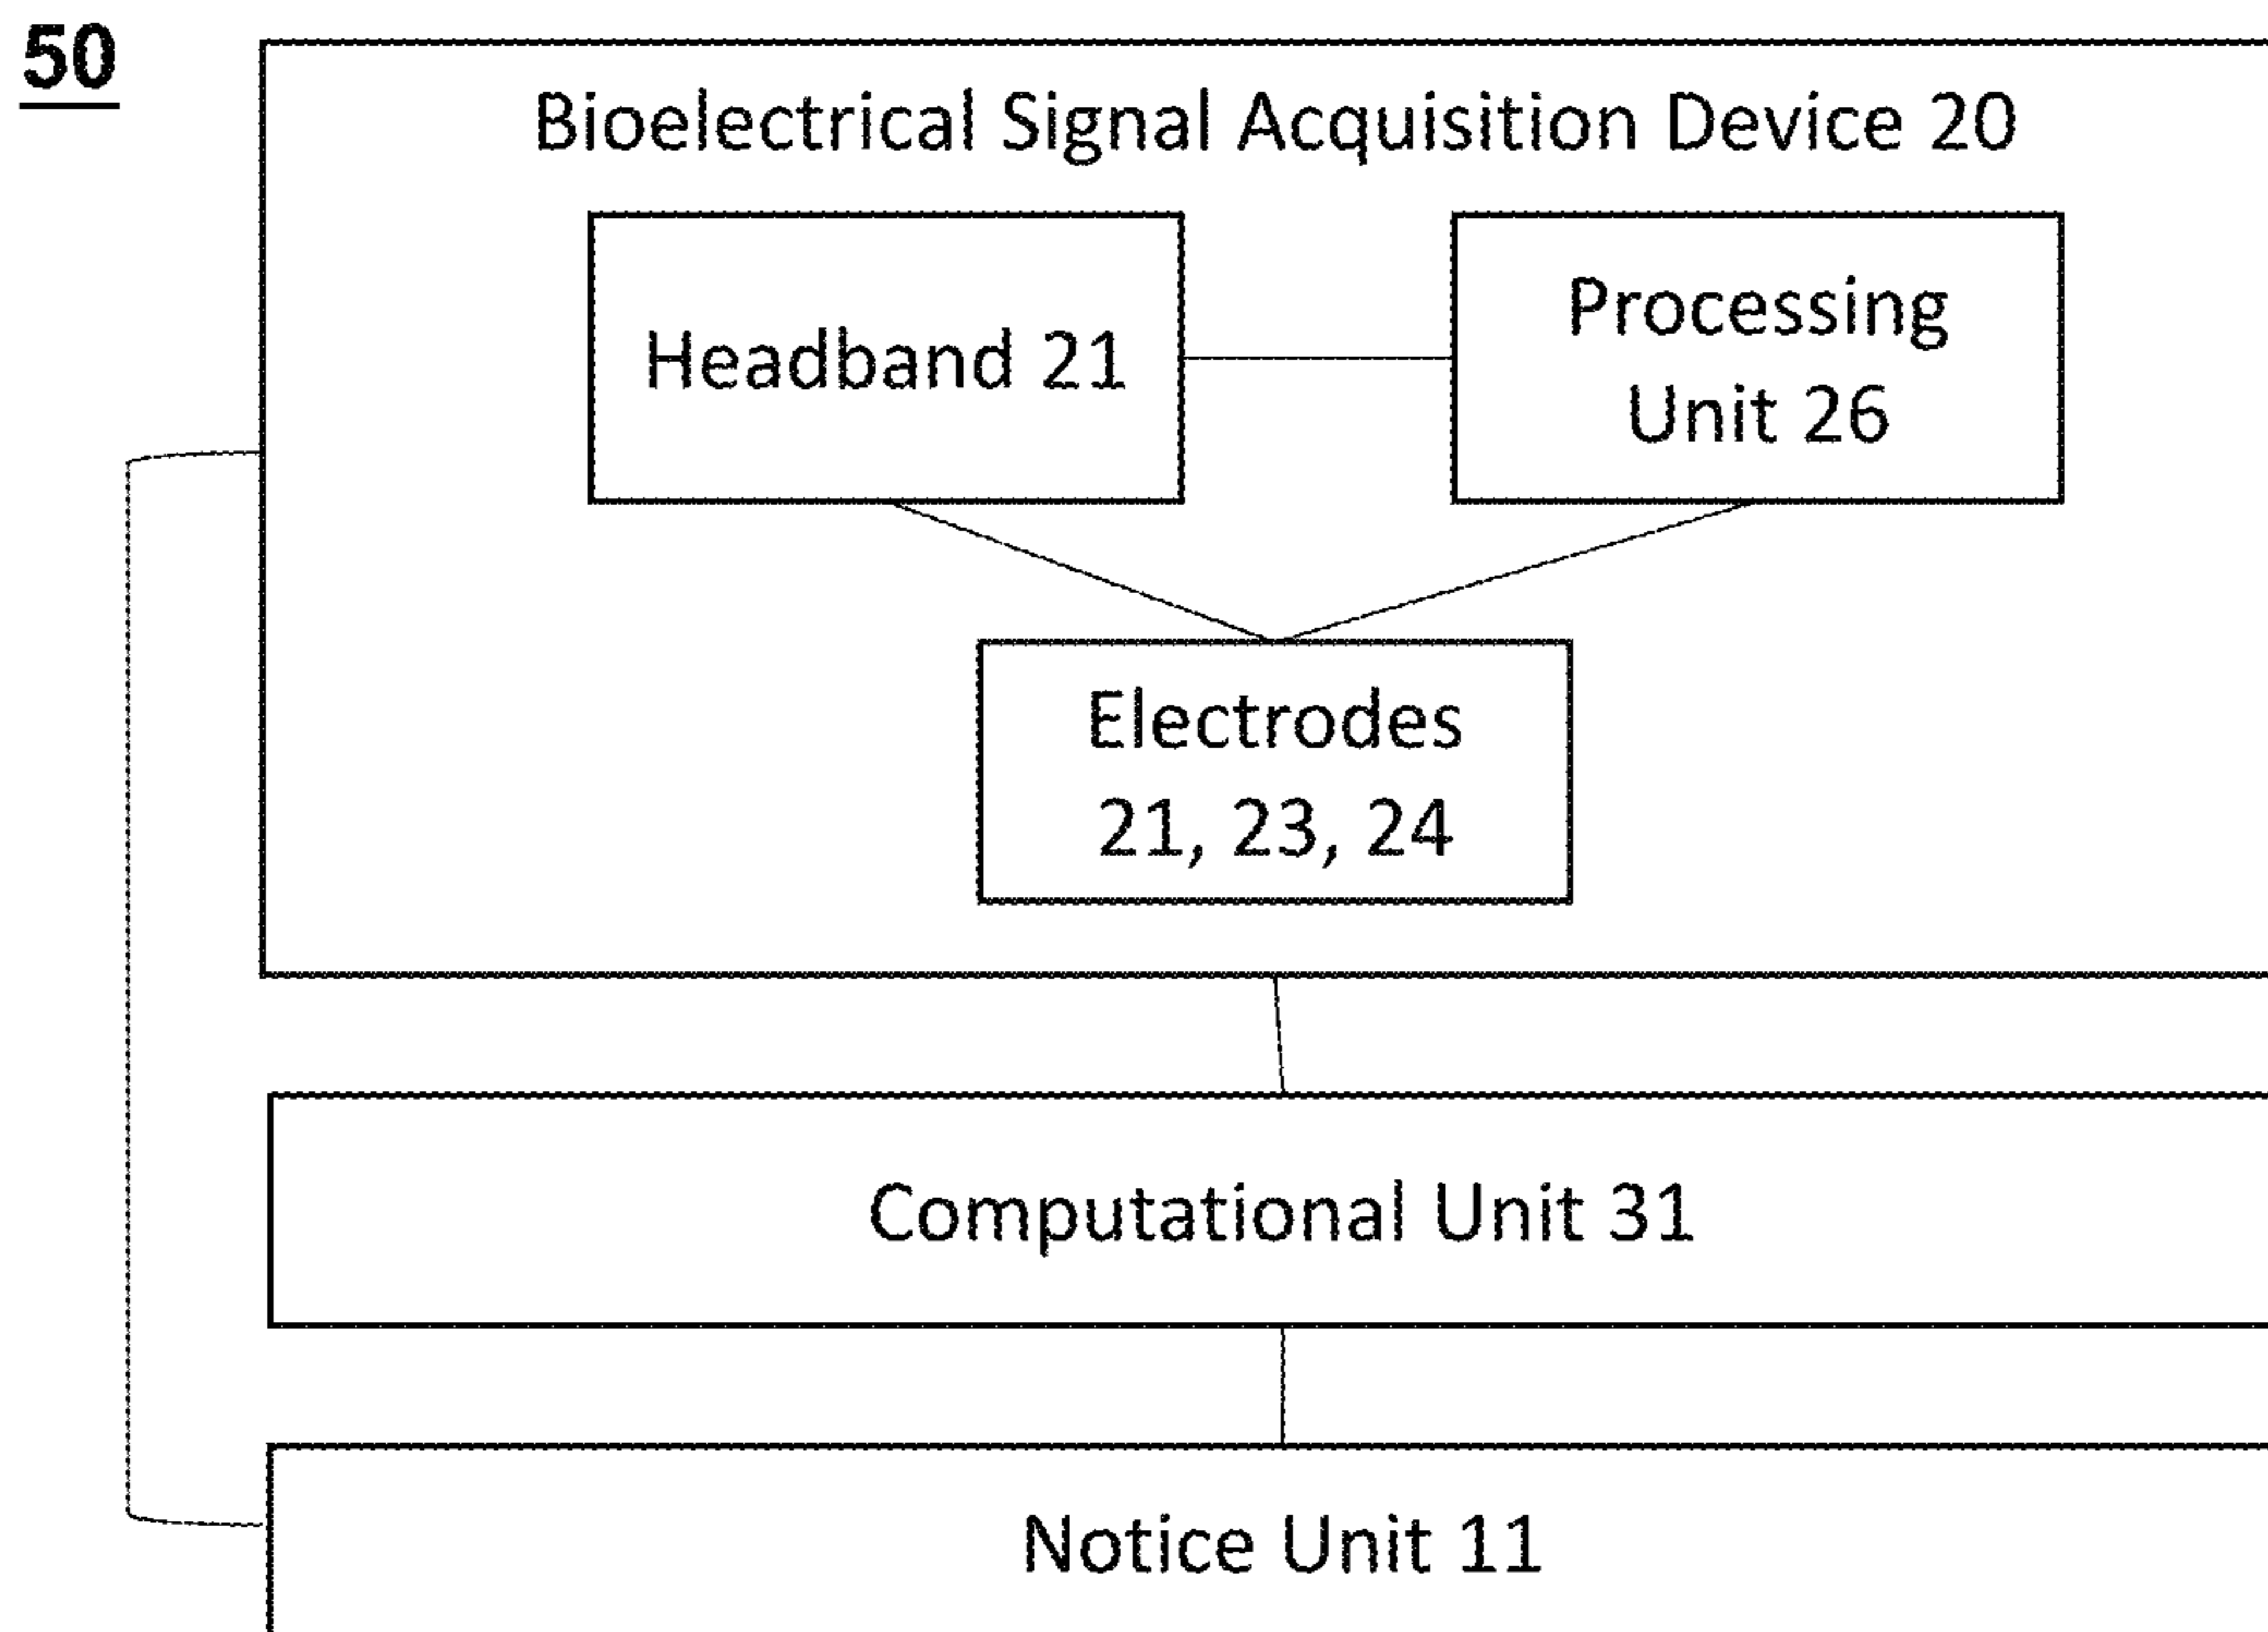 50
Bioelectrical Signal Acquisition Device 20
Headband 21
Processing
Unit 26
Electrodes
21, 23, 24
Computational Unit 31
Notice Unit 11